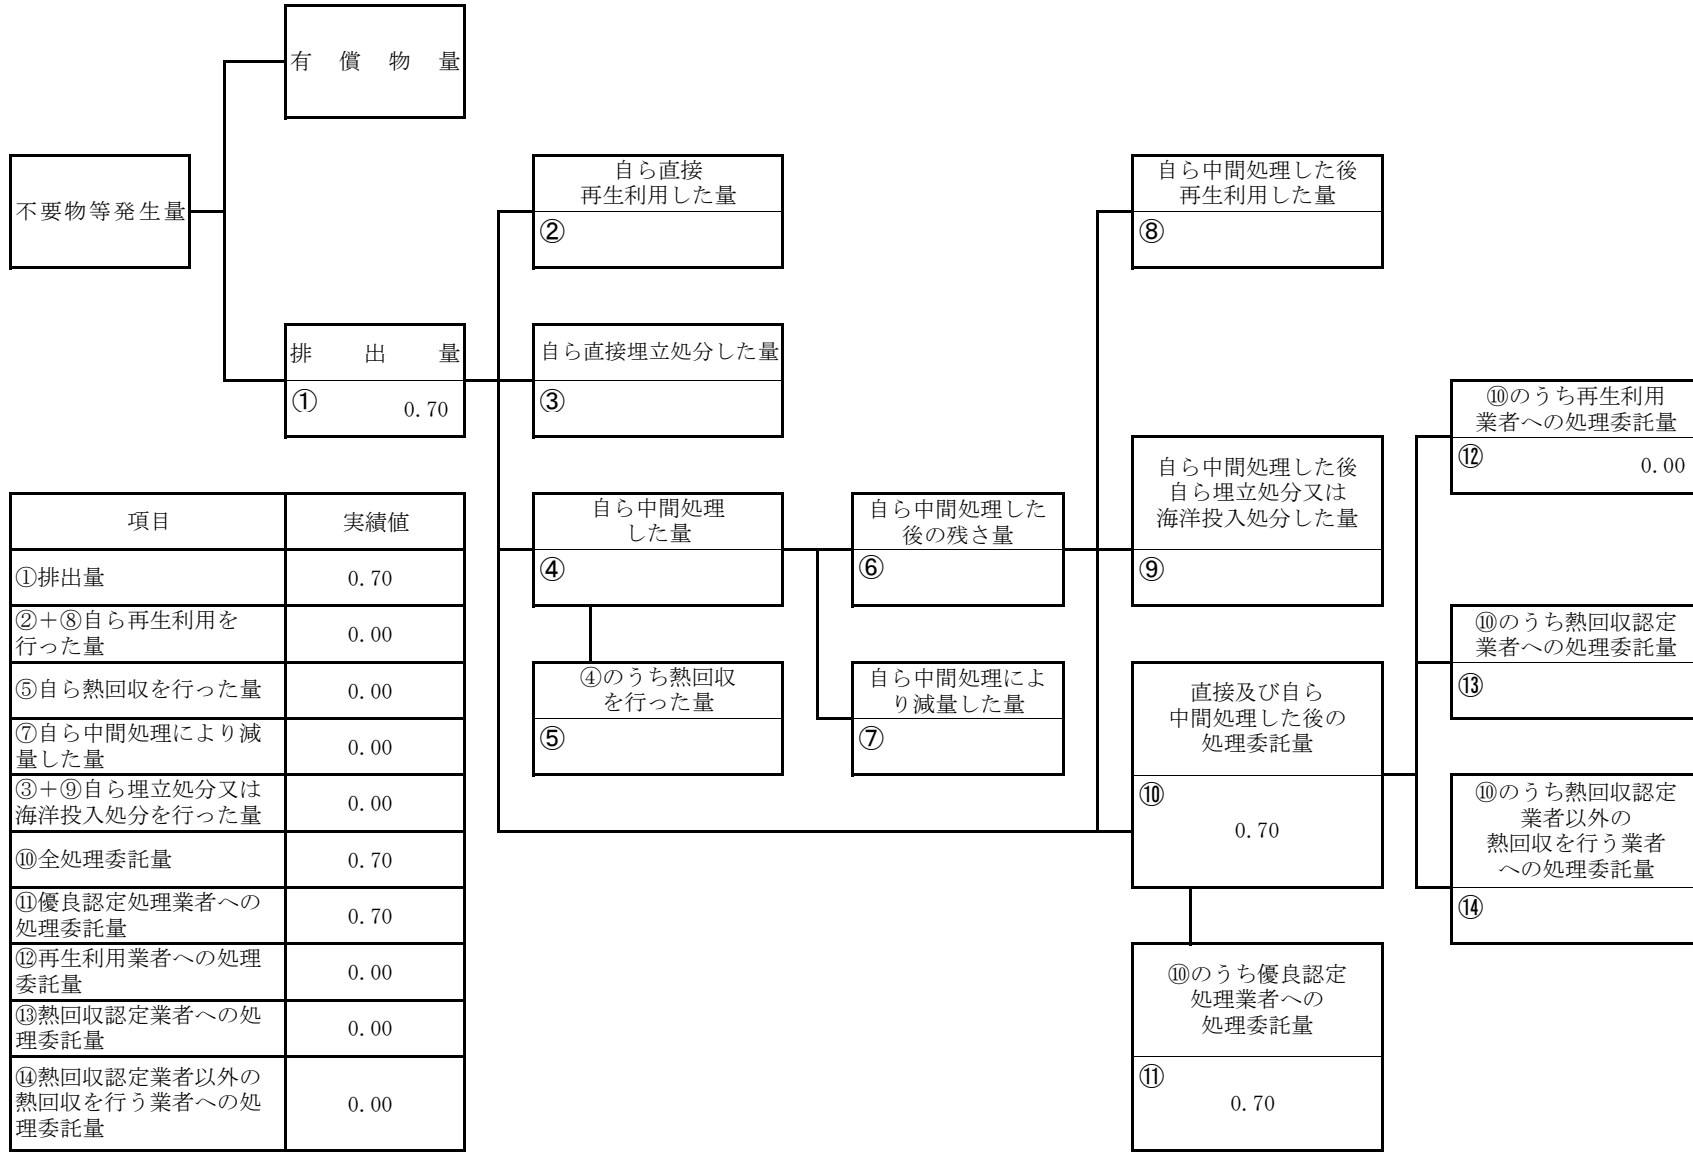 有償物量
不要物等発生量
自ら直接
再生利用した量
②
自ら中間処理した後
再生利用した量
⑧
排出量
① 0.70
自ら直接埋立処分した量
③
⑩のうち再生利用
業者への処理委託量
⑫ 0.00
自ら中間処理した後
自ら埋立処分又は
海洋投入処分した量
⑨
自ら中間処理
した量
④
自ら中間処理した
後の残さ量
⑥
④のうち熱回収
を行った量
⑤
自ら中間処理によ
り減量した量
⑦
直接及び自ら
中間処理した後の
処理委託量
⑩
0.70
⑩のうち熱回収認定
業者への処理委託量
⑬
⑩のうち熱回収認定
業者以外の
熱回収を行う業者
への処理委託量
⑭
⑩のうち優良認定
処理業者への
処理委託量
⑪
0.70
項目 実績値
①排出量 0.70
②＋⑧自ら再生利用を
行った量 0.00
⑤自ら熱回収を行った量 0.00
⑦自ら中間処理により減
量した量 0.00
③＋⑨自ら埋立処分又は
海洋投入処分を行った量 0.00
⑩全処理委託量 0.70
⑪優良認定処理業者への
処理委託量 0.70
⑫再生利用業者への処理
委託量 0.00
⑬熱回収認定業者への処
理委託量 0.00
⑭熱回収認定業者以外の
熱回収を行う業者への処
理委託量 0.00